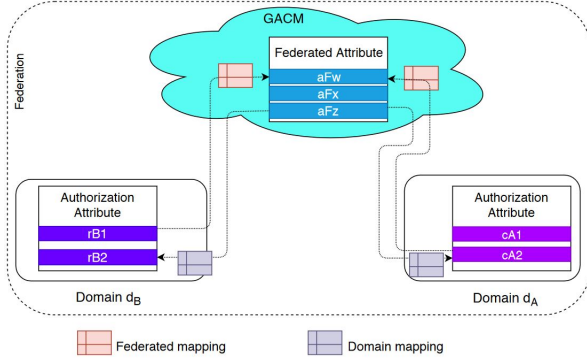 GACM
Federation
Federated Attribute
aFw
aFx
aFz
Authorization
Attribute
rB1
rB2
Domain dB
Authorization
Attribute
cA1
cA2
Domain dA
Federated mapping
Domain mapping